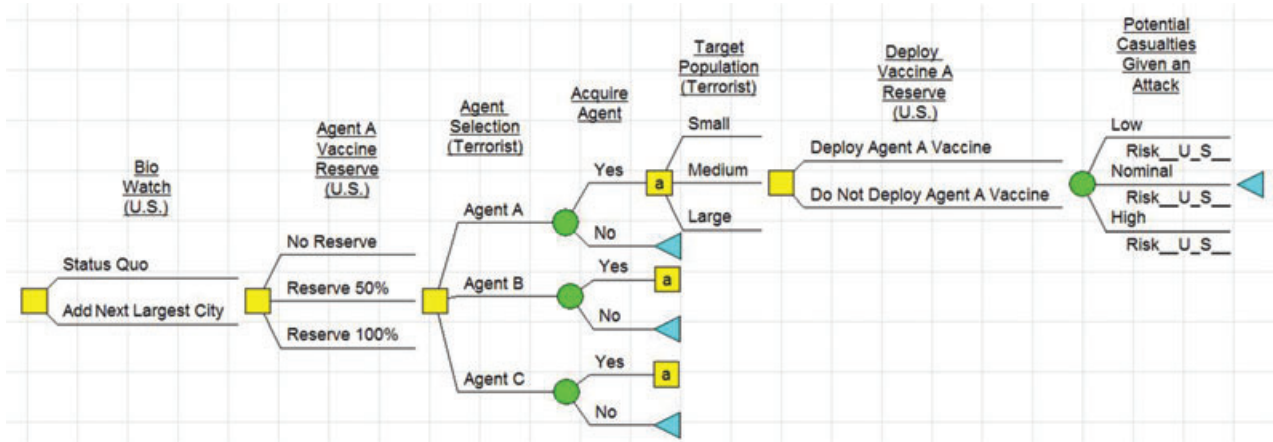 Bio
Watch
(U.S.)
Status Quo
Add Next Largest City
Agent A
Vaccine
Reserve
(U.S.)
No Reserve
Reserve 50%
Reserve 100%
Agent
Selection
(Terrorist)
Agent A
Agent B
Agent C
Acquire
Agent
Yes
No
Yes
No
Yes
No
a
a
a
Target
Population
(Terrorist)
Small
Medium
Large
Deploy
Vaccine A
Reserve
(U.S.)
Deploy Agent A Vaccine
Do Not Deploy Agent A Vaccine
Potential
Casualties
Given an
Attack
Low
Risk__U_S__
Nominal
Risk__U_S__
High
Risk__U_S__